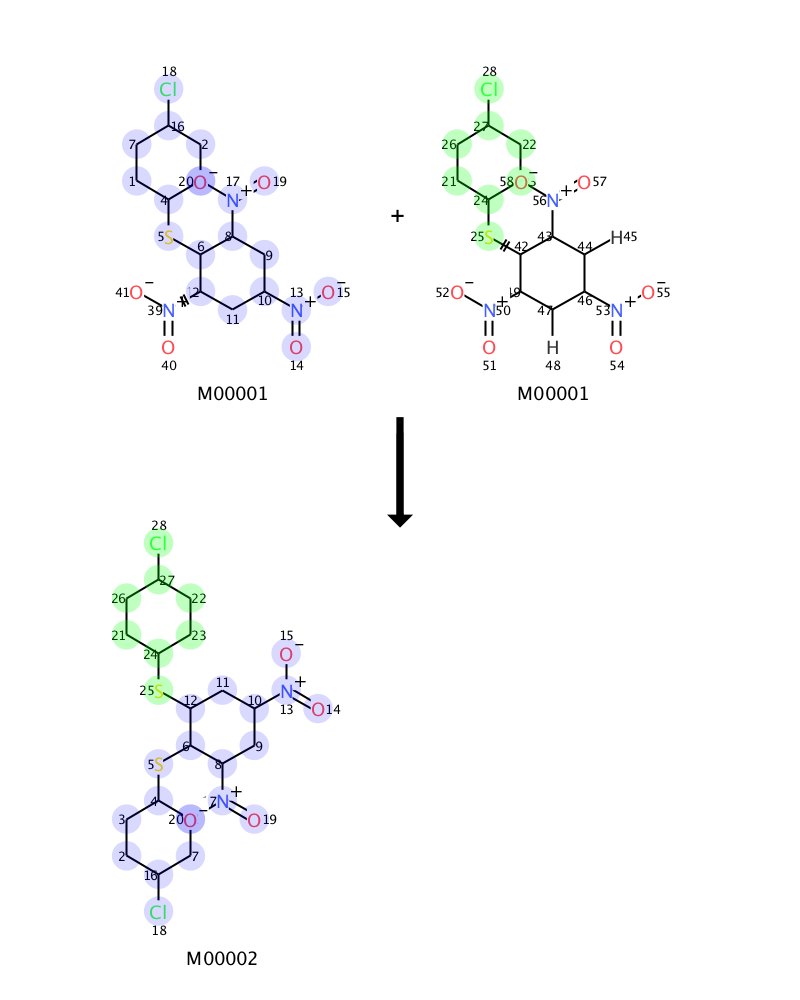 18 28
Cl Cl
16 27
7 2 26 22
20 O − 17 + O 19 58 O − + O 57
1 N 21 56 N
4 24
5 S 8 + 25 S 43 H 45
6 42 44
9
41 O − 12 13 O − 15 52 O − 46 O − 55
39 N 10 N + N + 50 47 53 N +
11
O O O H O
40 14 51 48 54
M00001 M00001
28
Cl
27
26 22
15
21 23 O −
24
25 S 11 10 N +
12 13 O 14
6 9
5 S 8
4 N +
3 20 O − O 19
2 7
16
Cl
18
M00002